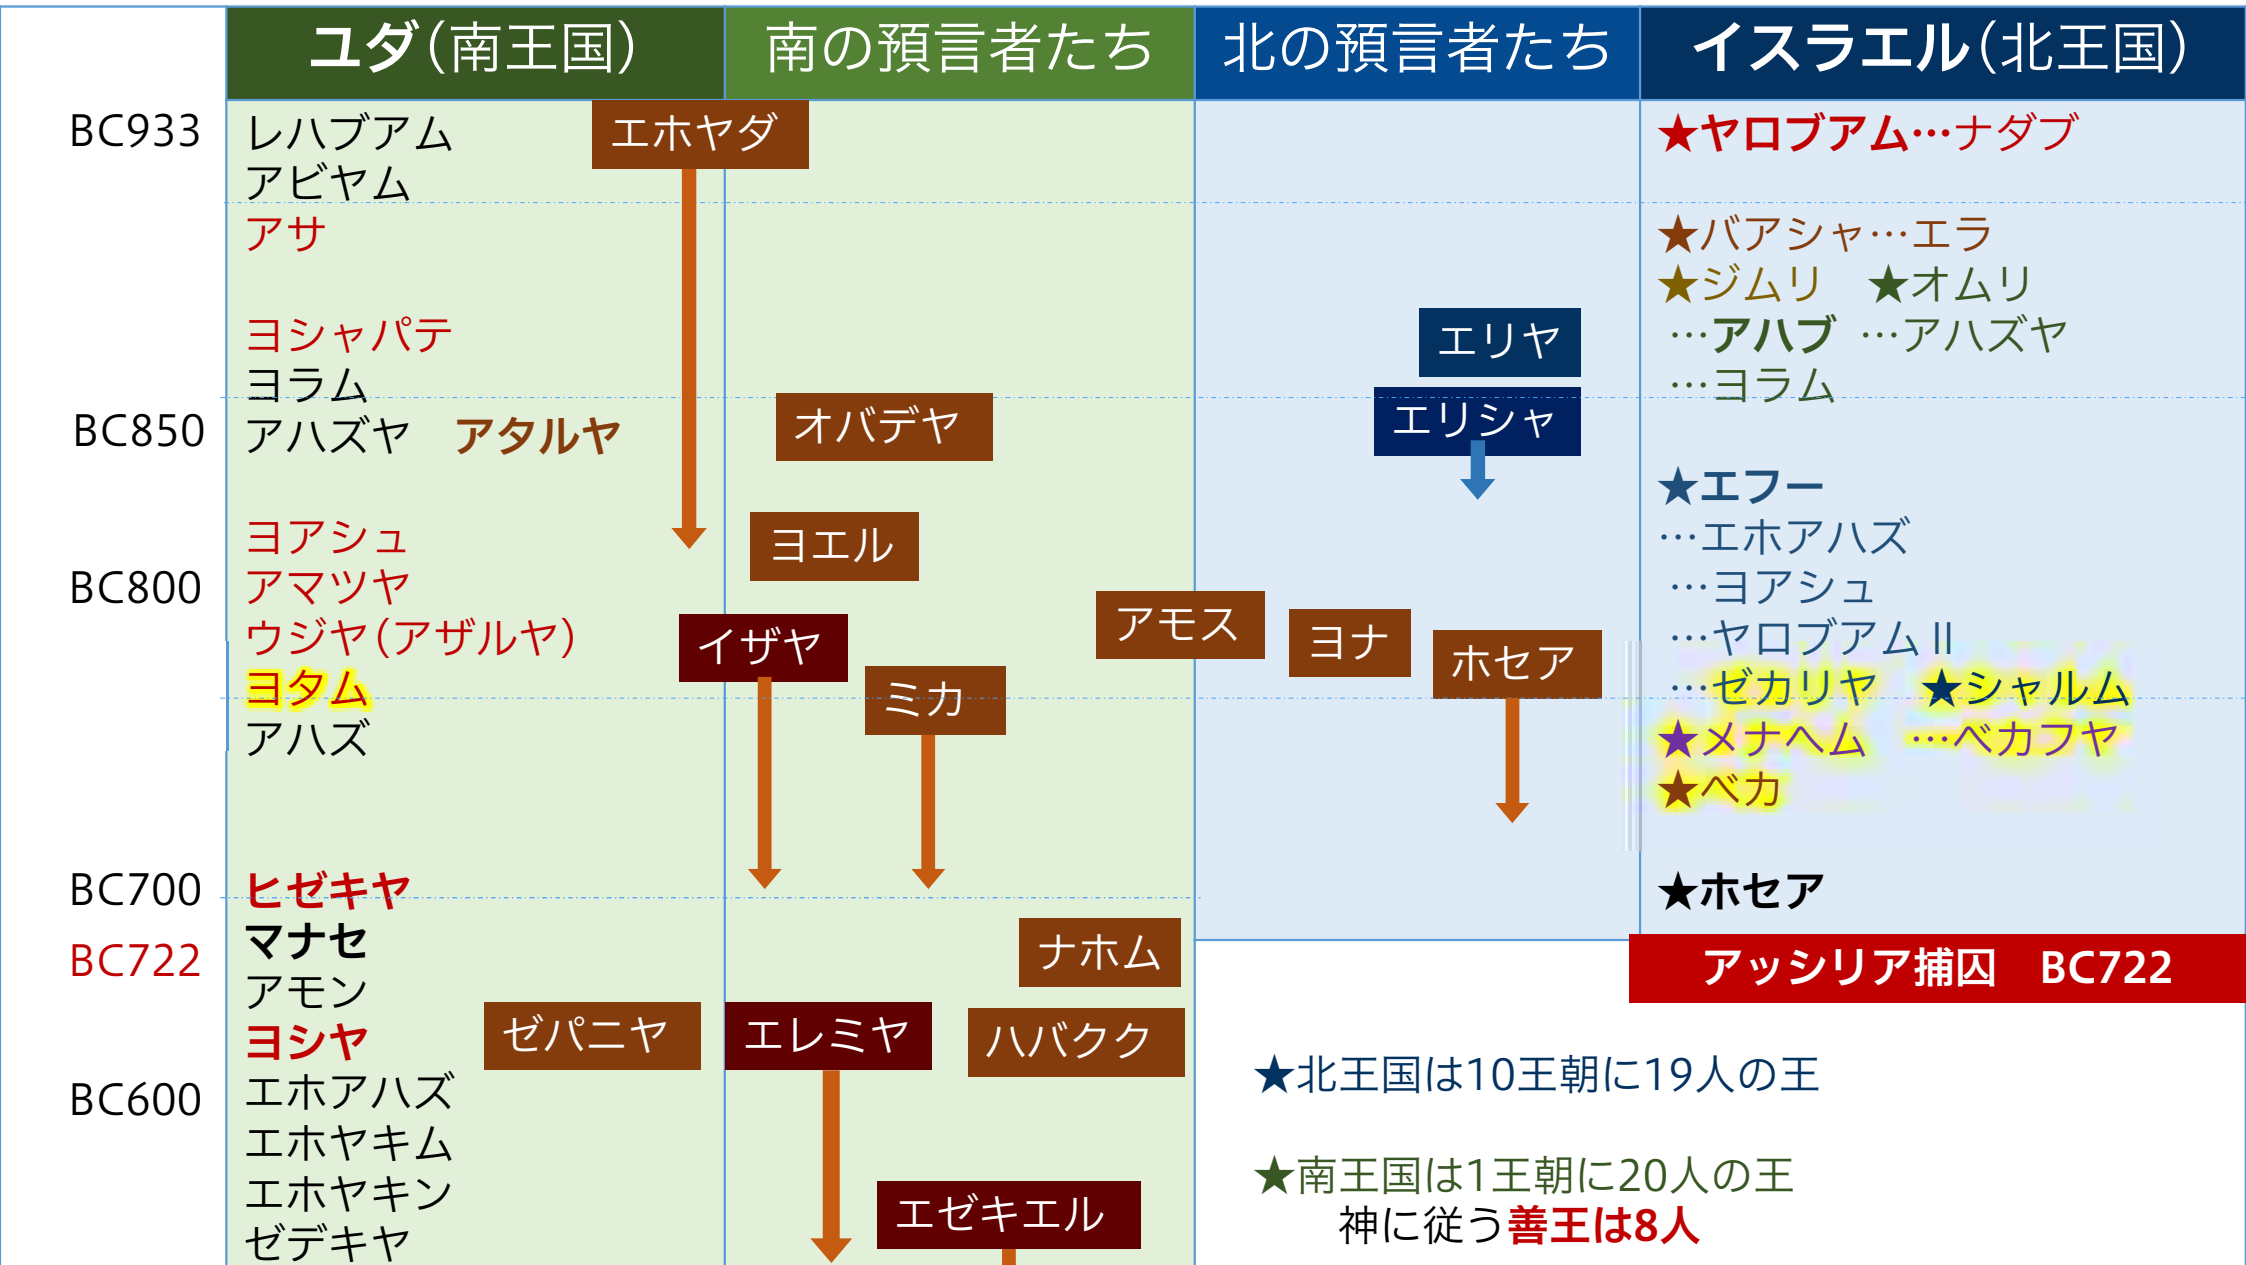 ユダ(南王国) 南の預言者たち 北の預言者たち イスラエル(北王国)
BC933 レハブアム エホヤダ ★ヤロブアム…ナダブ
アビヤム
アサ ★バアシャ…エラ
★ジムリ ★オムリ
ヨシャパテ エリヤ …アハブ …アハズヤ
ヨラム …ヨラム
BC850 アハズヤ アタルヤ オバデヤ エリシャ
★エフー
ヨアシュ ヨエル …エホアハズ
BC800 アマツヤ …ヨアシュ
ウジヤ(アザルヤ) イザヤ アモス ヨナ ホセア …ヤロブアムⅡ
ヨタム ミカ …ゼカリヤ ★シャルム
アハズ ★メナヘム …ペカフヤ
★ペカ
BC700 ヒゼキヤ ★ホセア
BC722 マナセ ナホム アッシリア捕囚 BC722
アモン
ヨシヤ ゼパニヤ エレミヤ ハバクク
BC600 エホアハズ ★北王国は10王朝に19人の王
エホヤキム
エホヤキン ★南王国は1王朝に20人の王
ゼデキヤ エゼキエル 神に従う善王は8人